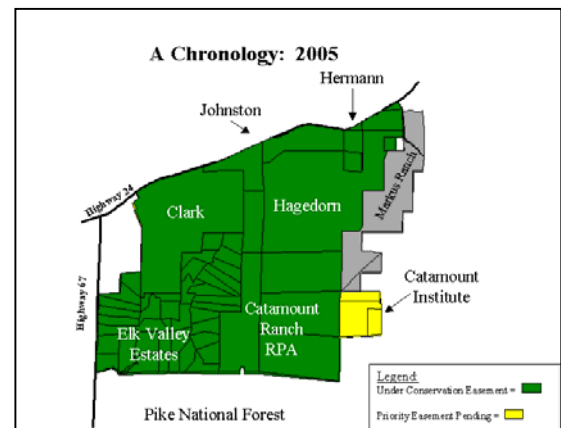 A Chronology: 2005
Hermann
Johnston
Highway 24
Clark
Hagedorn
Markus Ranch
Highway 67
Catamount
Institute
Elk Valley
Estates
Catamount
Ranch
RPA
Pike National Forest
Legend:
Under Conservation Easement =
Priority Easement Pending =